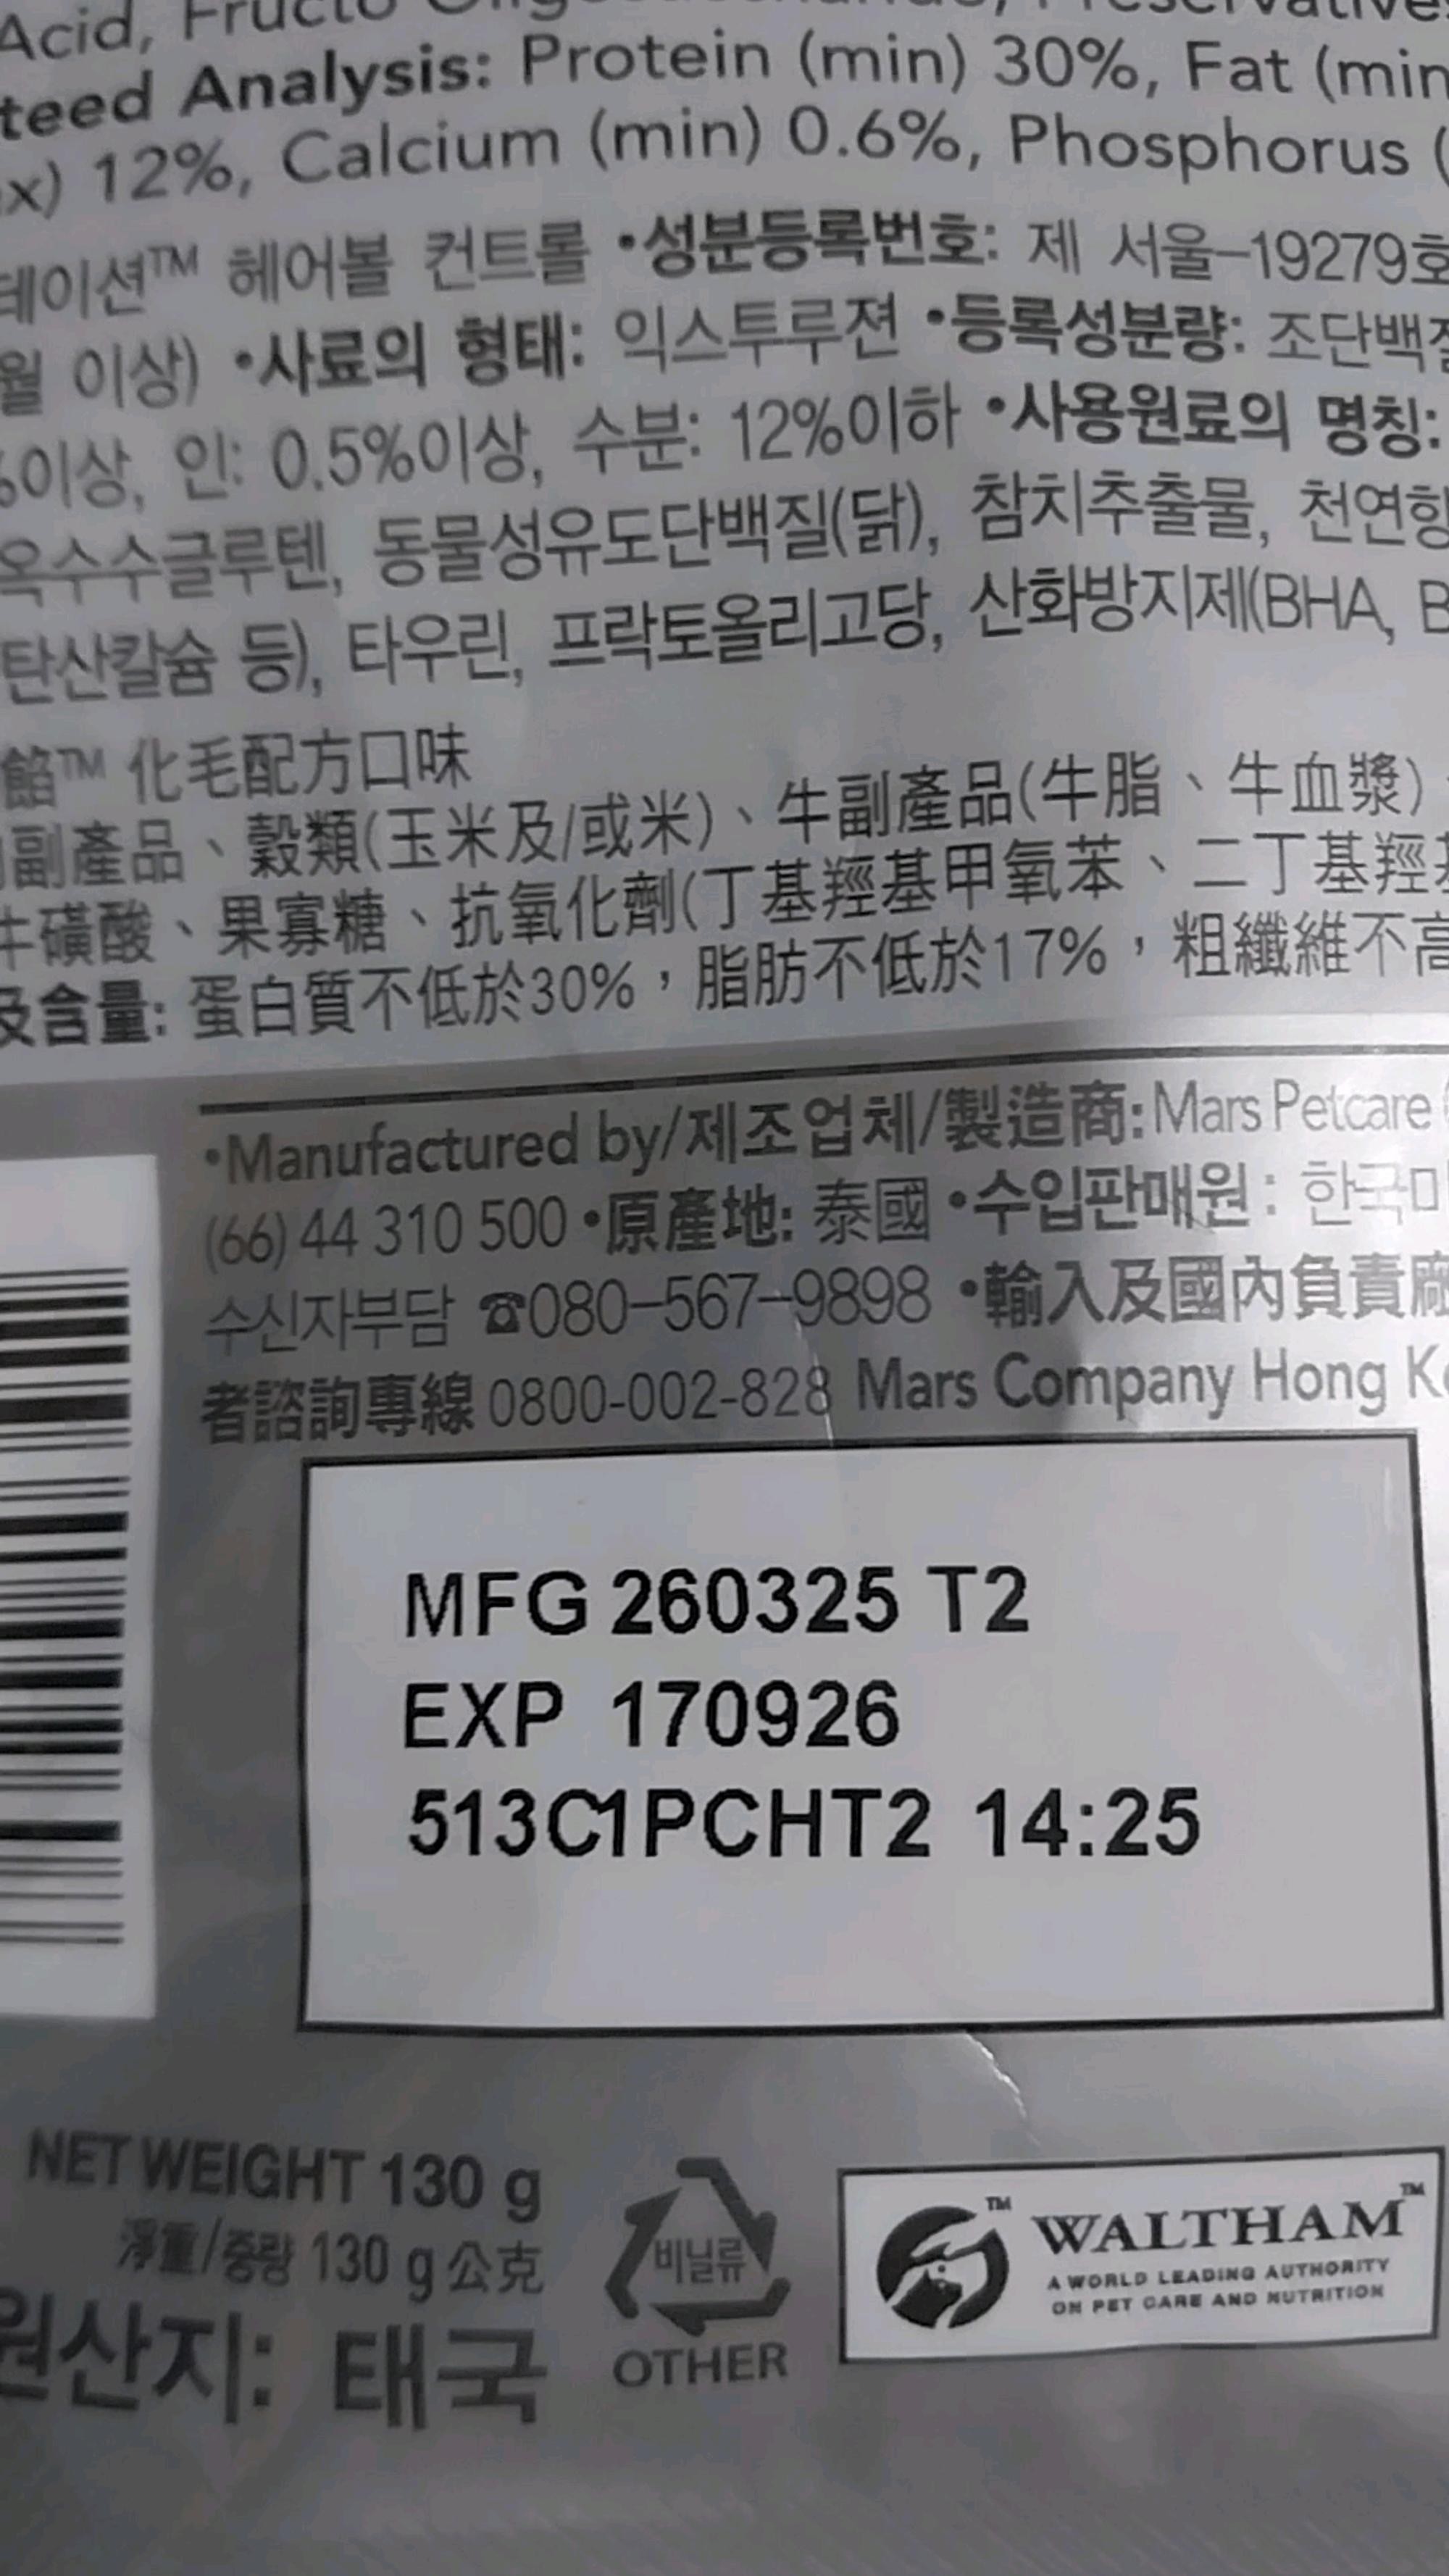 Acid, Fructo Oligosaccharide, Preservative
teed Analysis: Protein (min) 30%, Fat (min
x) 12%, Calcium (min) 0.6%, Phosphorus (
테이션™ 헤어볼 컨트롤 •성분등록번호: 제 서울-19279호
월 이상) •사료의 형태: 익스투루젼 •등록성분량: 조단백질
%이상, 인: 0.5%이상, 수분: 12%이하 •사용원료의 명칭:
옥수수글루텐, 동물성유도단백질(닭), 참치추출물, 천연향
탄산칼슘 등), 타우린, 프락토올리고당, 산화방지제(BHA, B
餡™ 化毛配方口味
副產品、穀類(玉米及/或米)、牛副產品(牛脂、牛血漿)
牛磺酸、果寡糖、抗氧化劑(丁基羥基甲氧苯、二丁基羥基
及含量: 蛋白質不低於30%，脂肪不低於17%，粗纖維不高
•Manufactured by/제조업체/製造商: Mars Petcare
(66) 44 310 500 •原產地: 泰國 •수입판매원: 한국마
수신자부담 ☎080-567-9898 •輸入及國內負責廠
者諮詢專線 0800-002-828 Mars Company Hong Ko
MFG 260325 T2
EXP 170926
513C1PCHT2 14:25
NET WEIGHT 130 g
淨重/중량 130 g 公克
원산지: 태국
비닐류
OTHER
WALTHAM™
A WORLD LEADING AUTHORITY
ON PET CARE AND NUTRITION